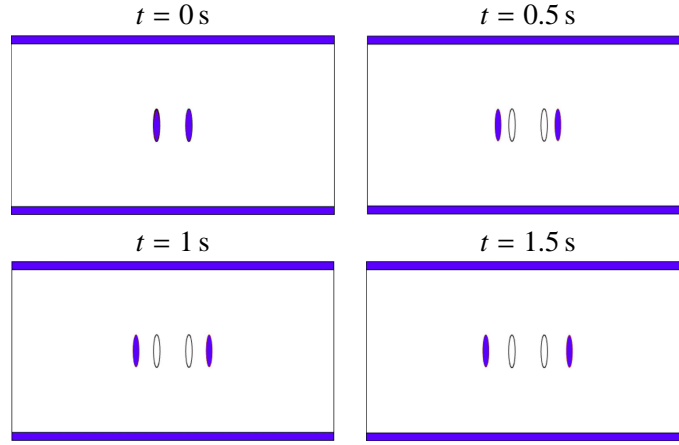 t = 0 s
t = 0.5 s
t = 1 s
t = 1.5 s